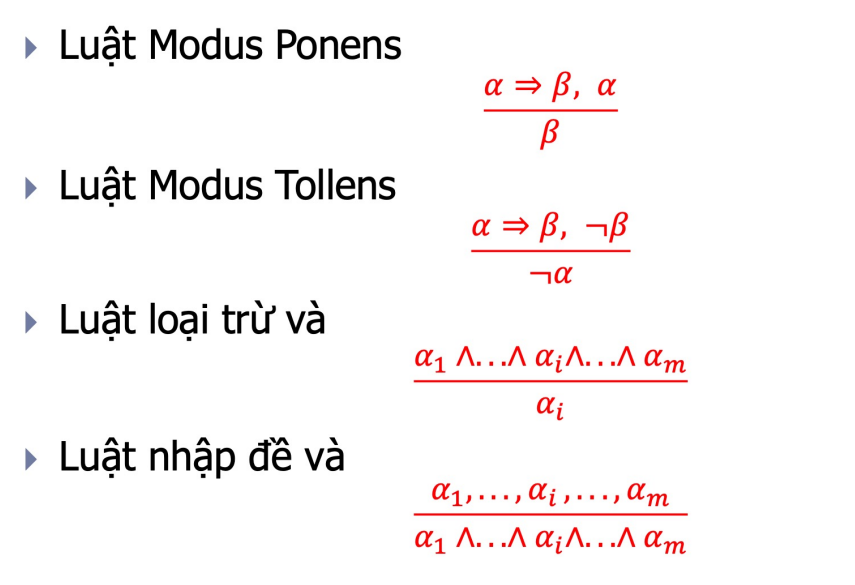 Luật Modus Ponens
α ⇒ β, α
β
Luật Modus Tollens
α ⇒ β, ¬β
¬α
Luật loại trừ và
α₁ ∧...∧ αᵢ∧...∧ αₘ
αᵢ
Luật nhập đề và
α₁,..., αᵢ ,..., αₘ
α₁ ∧...∧ αᵢ∧...∧ αₘ